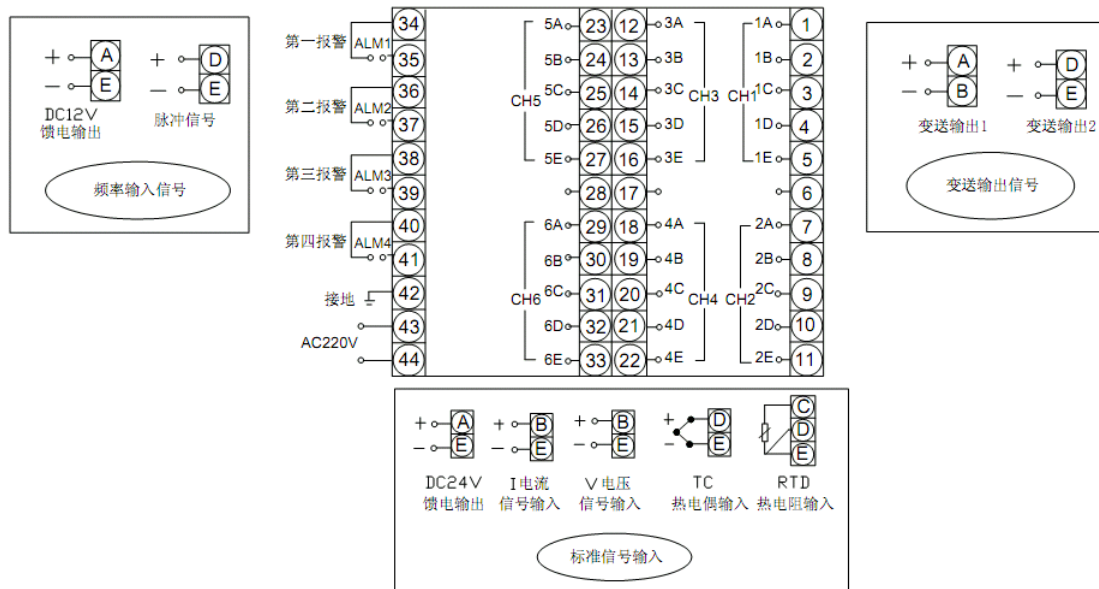 + A
− E
DC12V
馈电输出
+ D
− E
脉冲信号
频率输入信号
第一报警 ALM1 34
35
第二报警 ALM2 36
37
第三报警 ALM3 38
39
第四报警 ALM4 40
41
接地 42
AC220V 43
44
CH5
5A 23 12 3A
5B 24 13 3B
5C 25 14 3C
5D 26 15 3D
5E 27 16 3E
CH3
28 17
CH6
6A 29 18 4A
6B 30 19 4B
6C 31 20 4C
6D 32 21 4D
6E 33 22 4E
CH4
CH1
1A 1
1B 2
1C 3
1D 4
1E 5
6
CH2
2A 7
2B 8
2C 9
2D 10
2E 11
+ A
− B
变送输出1
+ D
− E
变送输出2
变送输出信号
+ A
− E
DC24V
馈电输出
+ B
− E
I电流
信号输入
+ B
− E
V电压
信号输入
+ D
− E
TC
热电偶输入
C
D
E
RTD
热电阻输入
标准信号输入